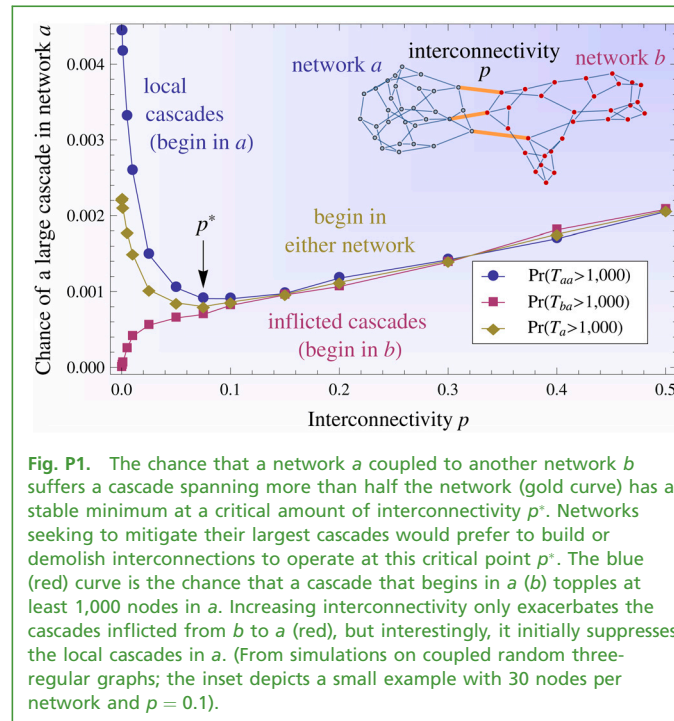 Chance of a large cascade in network a
0.004
0.003
0.002
0.001
0.000
local
cascades
(begin in a)
network a
interconnectivity
p
network b
p*
begin in
either network
inflicted cascades
(begin in b)
Pr(Taa>1,000)
Pr(Tba>1,000)
Pr(Ta>1,000)
0.0 0.1 0.2 0.3 0.4 0.5
Interconnectivity p
Fig. P1. The chance that a network a coupled to another network b
suffers a cascade spanning more than half the network (gold curve) has a
stable minimum at a critical amount of interconnectivity p*. Networks
seeking to mitigate their largest cascades would prefer to build or
demolish interconnections to operate at this critical point p*. The blue
(red) curve is the chance that a cascade that begins in a (b) topples at
least 1,000 nodes in a. Increasing interconnectivity only exacerbates the
cascades inflicted from b to a (red), but interestingly, it initially suppresses
the local cascades in a. (From simulations on coupled random three-
regular graphs; the inset depicts a small example with 30 nodes per
network and p = 0.1).